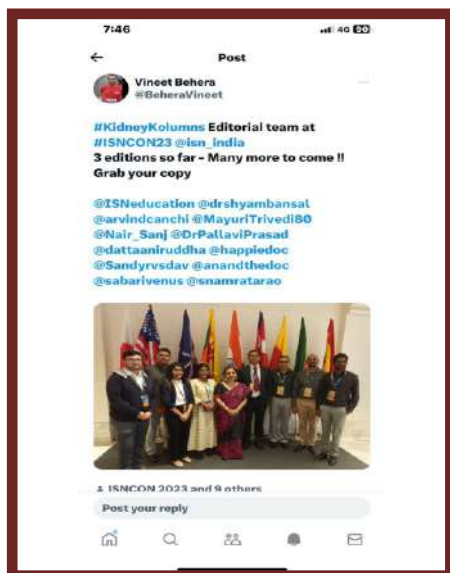 7:46
4G 50
Post
Vineet Behera
@BeheraVineet
#KidneyKolumns Editorial team at
#ISNCON23 @isn_india
3 editions so far - Many more to come !!
Grab your copy
@ISNeducation @drshyambansal
@arvindcanchi @MayuriTrivedi80
@Nair_Sanj @DrPallaviPrasad
@dattaaniruddha @happiedoc
@Sandyrvsdav @anandthedoc
@sabarivenus @snamratarao
ISNCON 2023 and 9 others
Post your reply